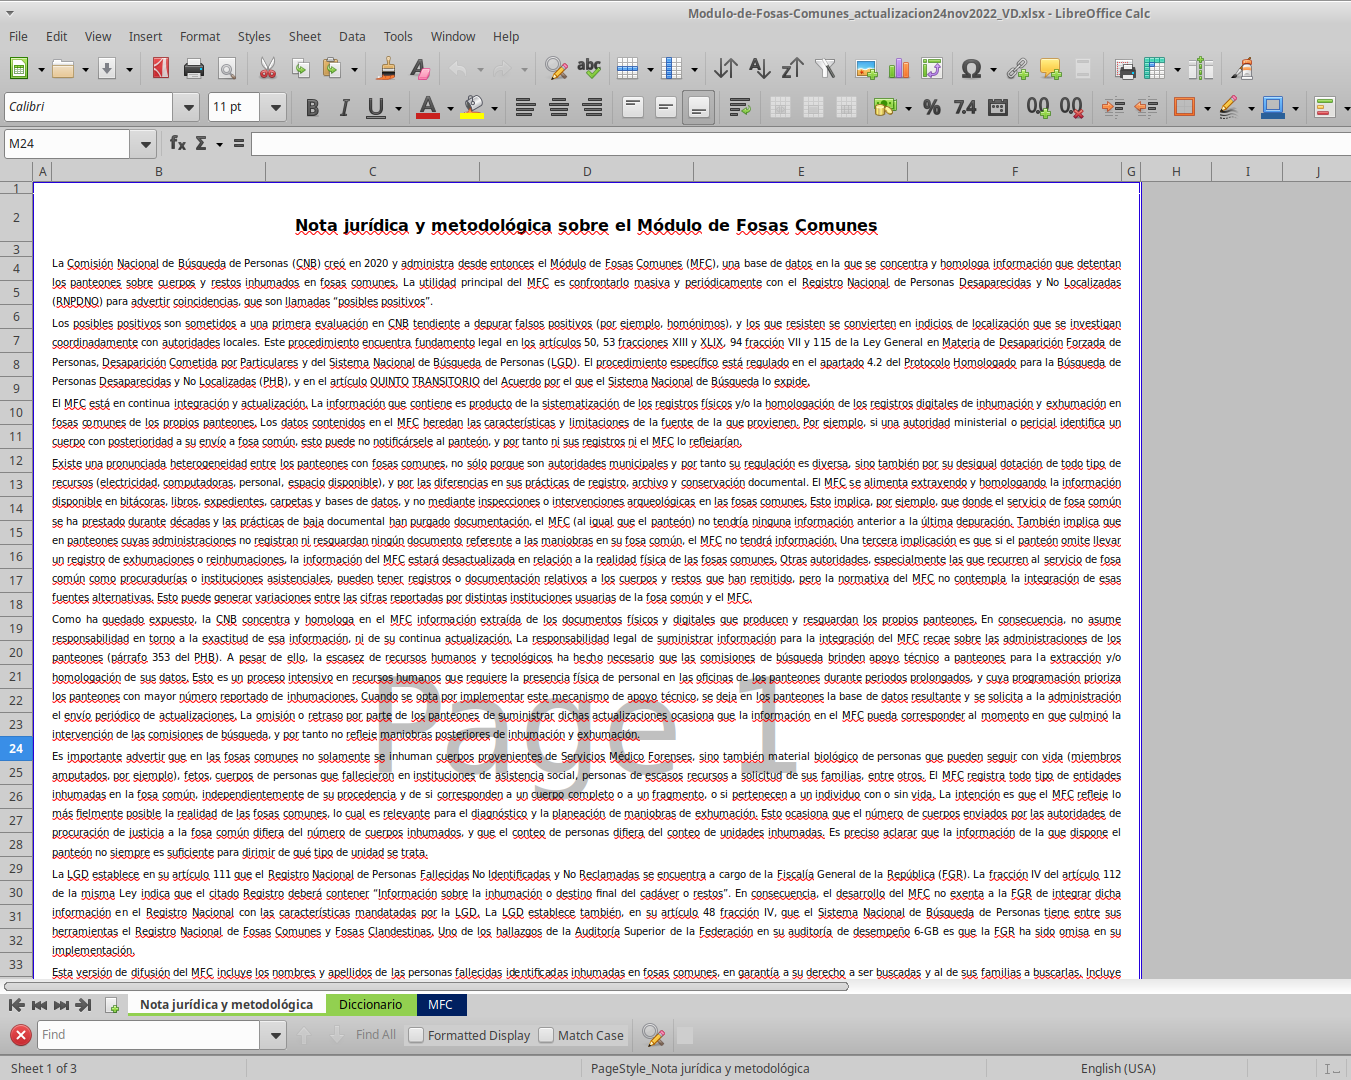 Modulo-de-Fosas-Comunes_actualizacion24nov2022_VD.xlsx - LibreOffice Calc
File Edit View Insert Format Styles Sheet Data Tools Window Help
Calibri 11 pt
M24
A B C D E F G H I J
Nota jurídica y metodológica sobre el Módulo de Fosas Comunes
La Comisión Nacional de Búsqueda de Personas (CNB) creó en 2020 y administra desde entonces el Módulo de Fosas Comunes (MFC), una base de datos en la que se concentra y homologa información que detentan
los panteones sobre cuerpos y restos inhumados en fosas comunes. La utilidad principal del MFC es confrontarlo masiva y periódicamente con el Registro Nacional de Personas Desaparecidas y No Localizadas
(RNPDNO) para advertir coincidencias, que son llamadas “posibles positivos”.
Los posibles positivos son sometidos a una primera evaluación en CNB tendiente a depurar falsos positivos (por ejemplo, homónimos), y los que resisten se convierten en indicios de localización que se investigan
coordinadamente con autoridades locales. Este procedimiento encuentra fundamento legal en los artículos 50, 53 fracciones XIII y XLIX, 94 fracción VII y 115 de la Ley General en Materia de Desaparición Forzada de
Personas, Desaparición Cometida por Particulares y del Sistema Nacional de Búsqueda de Personas (LGD). El procedimiento específico está regulado en el apartado 4.2 del Protocolo Homologado para la Búsqueda de
Personas Desaparecidas y No Localizadas (PHB), y en el artículo QUINTO TRANSITORIO del Acuerdo por el que el Sistema Nacional de Búsqueda lo expide.
El MFC está en continua integración y actualización. La información que contiene es producto de la sistematización de los registros físicos y/o la homologación de los registros digitales de inhumación y exhumación en
fosas comunes de los propios panteones. Los datos contenidos en el MFC heredan las características y limitaciones de la fuente de la que provienen. Por ejemplo, si una autoridad ministerial o pericial identifica un
cuerpo con posterioridad a su envío a fosa común, esto puede no notificársele al panteón, y por tanto ni sus registros ni el MFC lo reflejarían.
Existe una pronunciada heterogeneidad entre los panteones con fosas comunes, no sólo porque son autoridades municipales y por tanto su regulación es diversa, sino también por su desigual dotación de todo tipo de
recursos (electricidad, computadoras, personal, espacio disponible), y por las diferencias en sus prácticas de registro, archivo y conservación documental. El MFC se alimenta extrayendo y homologando la información
disponible en bitácoras, libros, expedientes, carpetas y bases de datos, y no mediante inspecciones o intervenciones arqueológicas en las fosas comunes. Esto implica, por ejemplo, que donde el servicio de fosa común
se ha prestado durante décadas y las prácticas de baja documental han purgado documentación, el MFC (al igual que el panteón) no tendría ninguna información anterior a la última depuración. También implica que
en panteones cuyas administraciones no registran ni resguardan ningún documento referente a las maniobras en su fosa común, el MFC no tendrá información. Una tercera implicación es que si el panteón omite llevar
un registro de exhumaciones o reinhumaciones, la información del MFC estará desactualizada en relación a la realidad física de las fosas comunes. Otras autoridades, especialmente las que recurren al servicio de fosa
común como procuradurías o instituciones asistenciales, pueden tener registros o documentación relativos a los cuerpos y restos que han remitido, pero la normativa del MFC no contempla la integración de esas
fuentes alternativas. Esto puede generar variaciones entre las cifras reportadas por distintas instituciones usuarias de la fosa común y el MFC.
Como ha quedado expuesto, la CNB concentra y homologa en el MFC información extraída de los documentos físicos y digitales que producen y resguardan los propios panteones. En consecuencia, no asume
responsabilidad en torno a la exactitud de esa información, ni de su continua actualización. La responsabilidad legal de suministrar información para la integración del MFC recae sobre las administraciones de los
panteones (párrafo 353 del PHB). A pesar de ello, la escasez de recursos humanos y tecnológicos ha hecho necesario que las comisiones de búsqueda brinden apoyo técnico a panteones para la extracción y/o
homologación de sus datos. Esto es un proceso intensivo en recursos humanos que requiere la presencia física de personal en las oficinas de los panteones durante periodos prolongados, y cuya programación prioriza
los panteones con mayor número reportado de inhumaciones. Cuando se opta por implementar este mecanismo de apoyo técnico, se deja en los panteones la base de datos resultante y se solicita a la administración
el envío periódico de actualizaciones. La omisión o retraso por parte de los panteones de suministrar dichas actualizaciones ocasiona que la información en el MFC pueda corresponder al momento en que culminó la
intervención de las comisiones de búsqueda, y por tanto no refleje maniobras posteriores de inhumación y exhumación.
Page 1
Es importante advertir que en las fosas comunes no solamente se inhuman cuerpos provenientes de Servicios Médico Forenses, sino también material biológico de personas que pueden seguir con vida (miembros
amputados, por ejemplo), fetos, cuerpos de personas que fallecieron en instituciones de asistencia social, personas de escasos recursos a solicitud de sus familias, entre otros. El MFC registra todo tipo de entidades
inhumadas en la fosa común, independientemente de su procedencia y de si corresponden a un cuerpo completo o a un fragmento, o si pertenecen a un individuo con o sin vida. La intención es que el MFC refleje lo
más fielmente posible la realidad de las fosas comunes, lo cual es relevante para el diagnóstico y la planeación de maniobras de exhumación. Esto ocasiona que el número de cuerpos enviados por las autoridades de
procuración de justicia a la fosa común difiera del número de cuerpos inhumados, y que el conteo de personas difiera del conteo de unidades inhumadas. Es preciso aclarar que la información de la que dispone el
panteón no siempre es suficiente para dirimir de qué tipo de unidad se trata.
La LGD establece en su artículo 111 que el Registro Nacional de Personas Fallecidas No Identificadas y No Reclamadas se encuentra a cargo de la Fiscalía General de la República (FGR). La fracción IV del artículo 112
de la misma Ley indica que el citado Registro deberá contener “Información sobre la inhumación o destino final del cadáver o restos”. En consecuencia, el desarrollo del MFC no exenta a la FGR de integrar dicha
información en el Registro Nacional con las características mandatadas por la LGD. La LGD establece también, en su artículo 48 fracción IV, que el Sistema Nacional de Búsqueda de Personas tiene entre sus
herramientas el Registro Nacional de Fosas Comunes y Fosas Clandestinas. Uno de los hallazgos de la Auditoría Superior de la Federación en su auditoría de desempeño 6-GB es que la FGR ha sido omisa en su
implementación.
Esta versión de difusión del MFC incluye los nombres y apellidos de las personas fallecidas identificadas inhumadas en fosas comunes, en garantía a su derecho a ser buscadas y al de sus familias a buscarlas. Incluye
1
2
3
4
5
6
7
8
9
10
11
12
13
14
15
16
17
18
19
20
21
22
23
24
25
26
27
28
29
30
31
32
33
Nota jurídica y metodológica Diccionario MFC
Find Find All Formatted Display Match Case
Sheet 1 of 3 PageStyle_Nota jurídica y metodológica English (USA)